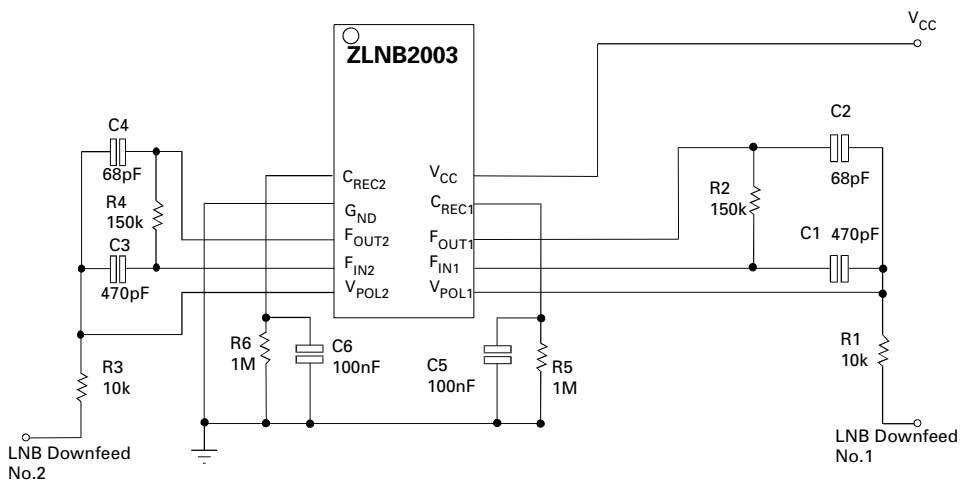 V_CC
ZLNB2003
C4
68pF
R4
150k
C3
470pF
R3
10k
LNB Downfeed
No.2
C_REC2
G_ND
F_OUT2
F_IN2
V_POL2
V_CC
C_REC1
F_OUT1
F_IN1
V_POL1
R6
1M
C6
100nF
C5
100nF
R5
1M
C2
68pF
R2
150k
C1 470pF
R1
10k
LNB Downfeed
No.1